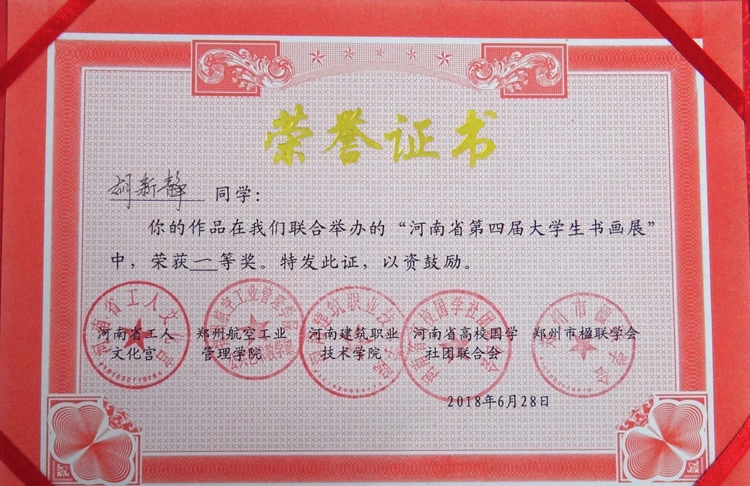 荣誉证书
胡新静 同学：
你的作品在我们联合举办的“河南省第四届大学生书画展”
中，荣获一等奖。特发此证，以资鼓励。
河南省工人 郑州航空工业 河南建筑职业 河南省高校国学 郑州市楹联学会
文化宫 管理学院 技术学院 社团联合会
2018年6月28日